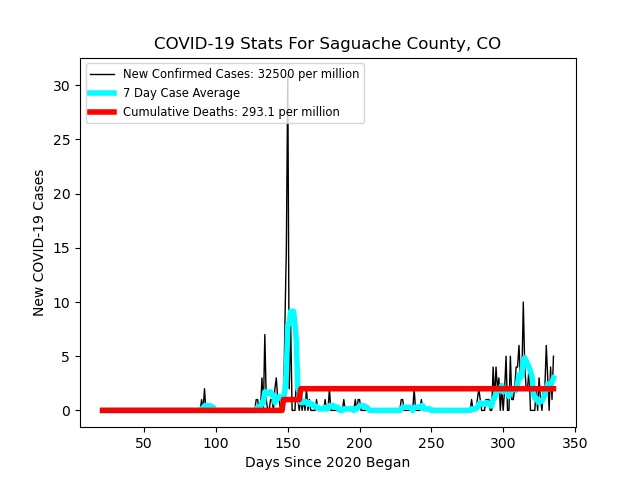 COVID-19 Stats For Saguache County, CO
New Confirmed Cases: 32500 per million
7 Day Case Average
Cumulative Deaths: 293.1 per million
New COVID-19 Cases
30
25
20
15
10
5
0
50
100
150
200
250
300
350
Days Since 2020 Began